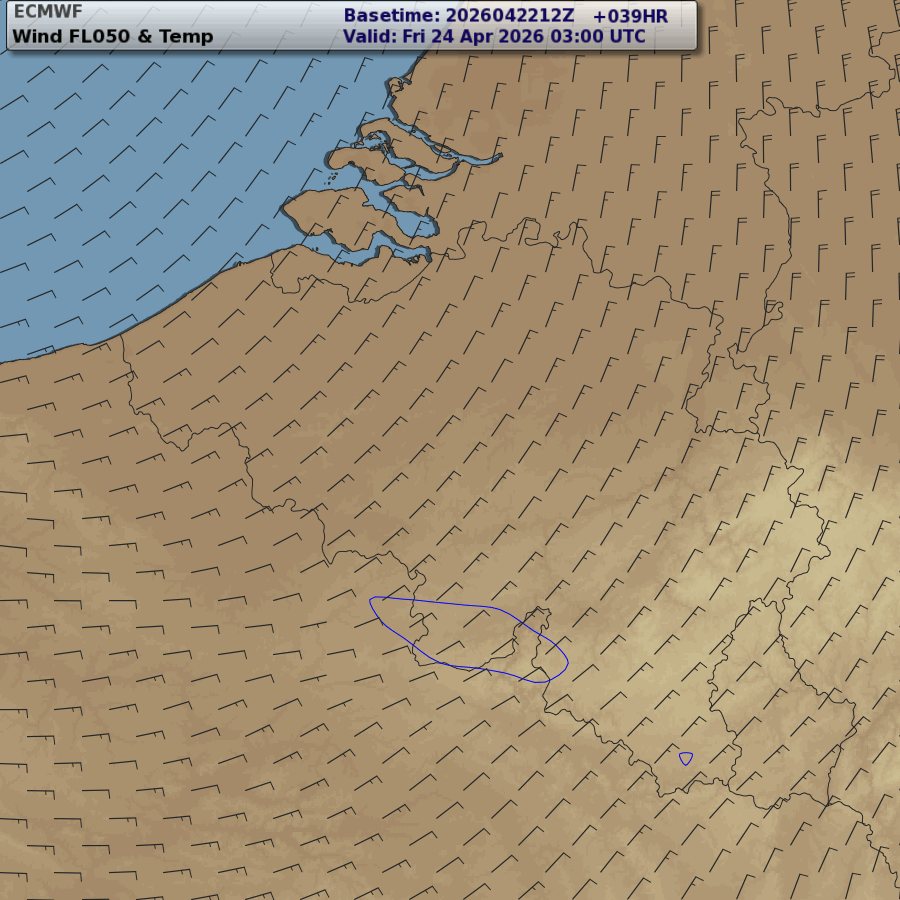 ECMWF
Basetime: 2026042212Z +039HR
Wind FL050 & Temp
Valid: Fri 24 Apr 2026 03:00 UTC